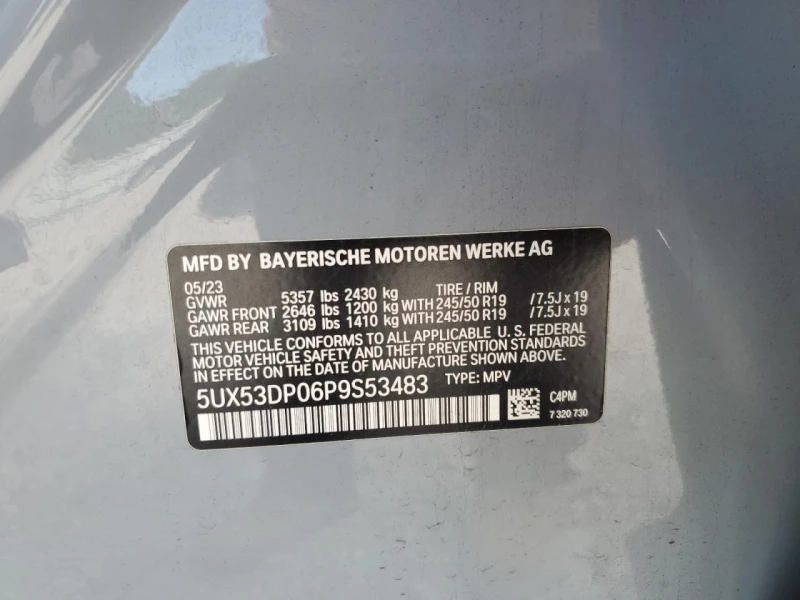 MFD BY BAYERISCHE MOTOREN WERKE AG
05/23 TIRE / RIM
GVWR 5357 lbs 2430 kg
GAWR FRONT 2646 lbs 1200 kg WITH 245/50 R19 / 7.5J x 19
GAWR REAR 3109 lbs 1410 kg WITH 245/50 R19 / 7.5J x 19
THIS VEHICLE CONFORMS TO ALL APPLICABLE U. S. FEDERAL
MOTOR VEHICLE SAFETY AND THEFT PREVENTION STANDARDS
IN EFFECT ON THE DATE OF MANUFACTURE SHOWN ABOVE.
5UX53DP06P9S53483 TYPE: MPV
C4PM
7 320 730